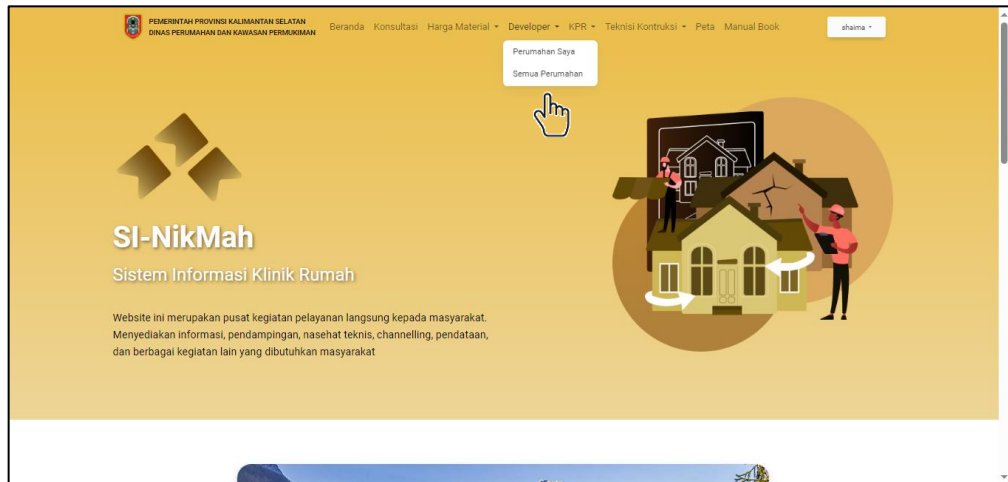 PEMERINTAH PROVINSI KALIMANTAN SELATAN
DINAS PERUMAHAN DAN KAWASAN PERMUKIMAN
Beranda Konsultasi Harga Material Developer KPR Teknisi Kontruksi Peta Manual Book
shaima
Perumahan Saya
Semua Perumahan
SI-NikMah
Sistem Informasi Klinik Rumah
Website ini merupakan pusat kegiatan pelayanan langsung kepada masyarakat.
Menyediakan informasi, pendampingan, nasehat teknis, channelling, pendataan,
dan berbagai kegiatan lain yang dibutuhkan masyarakat